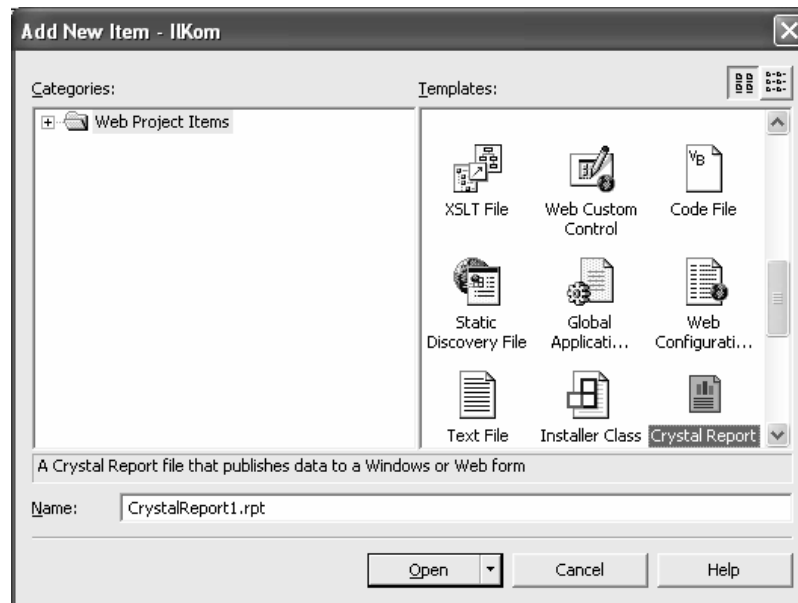 Add New Item - IlKom
Categories:
Templates:
Web Project Items
XSLT File
Web Custom
Control
VB
Code File
Static
Discovery File
Global
Applicati...
Web
Configurati...
Text File
Installer Class
Crystal Report
A Crystal Report file that publishes data to a Windows or Web form
Name:
CrystalReport1.rpt
Open
Cancel
Help